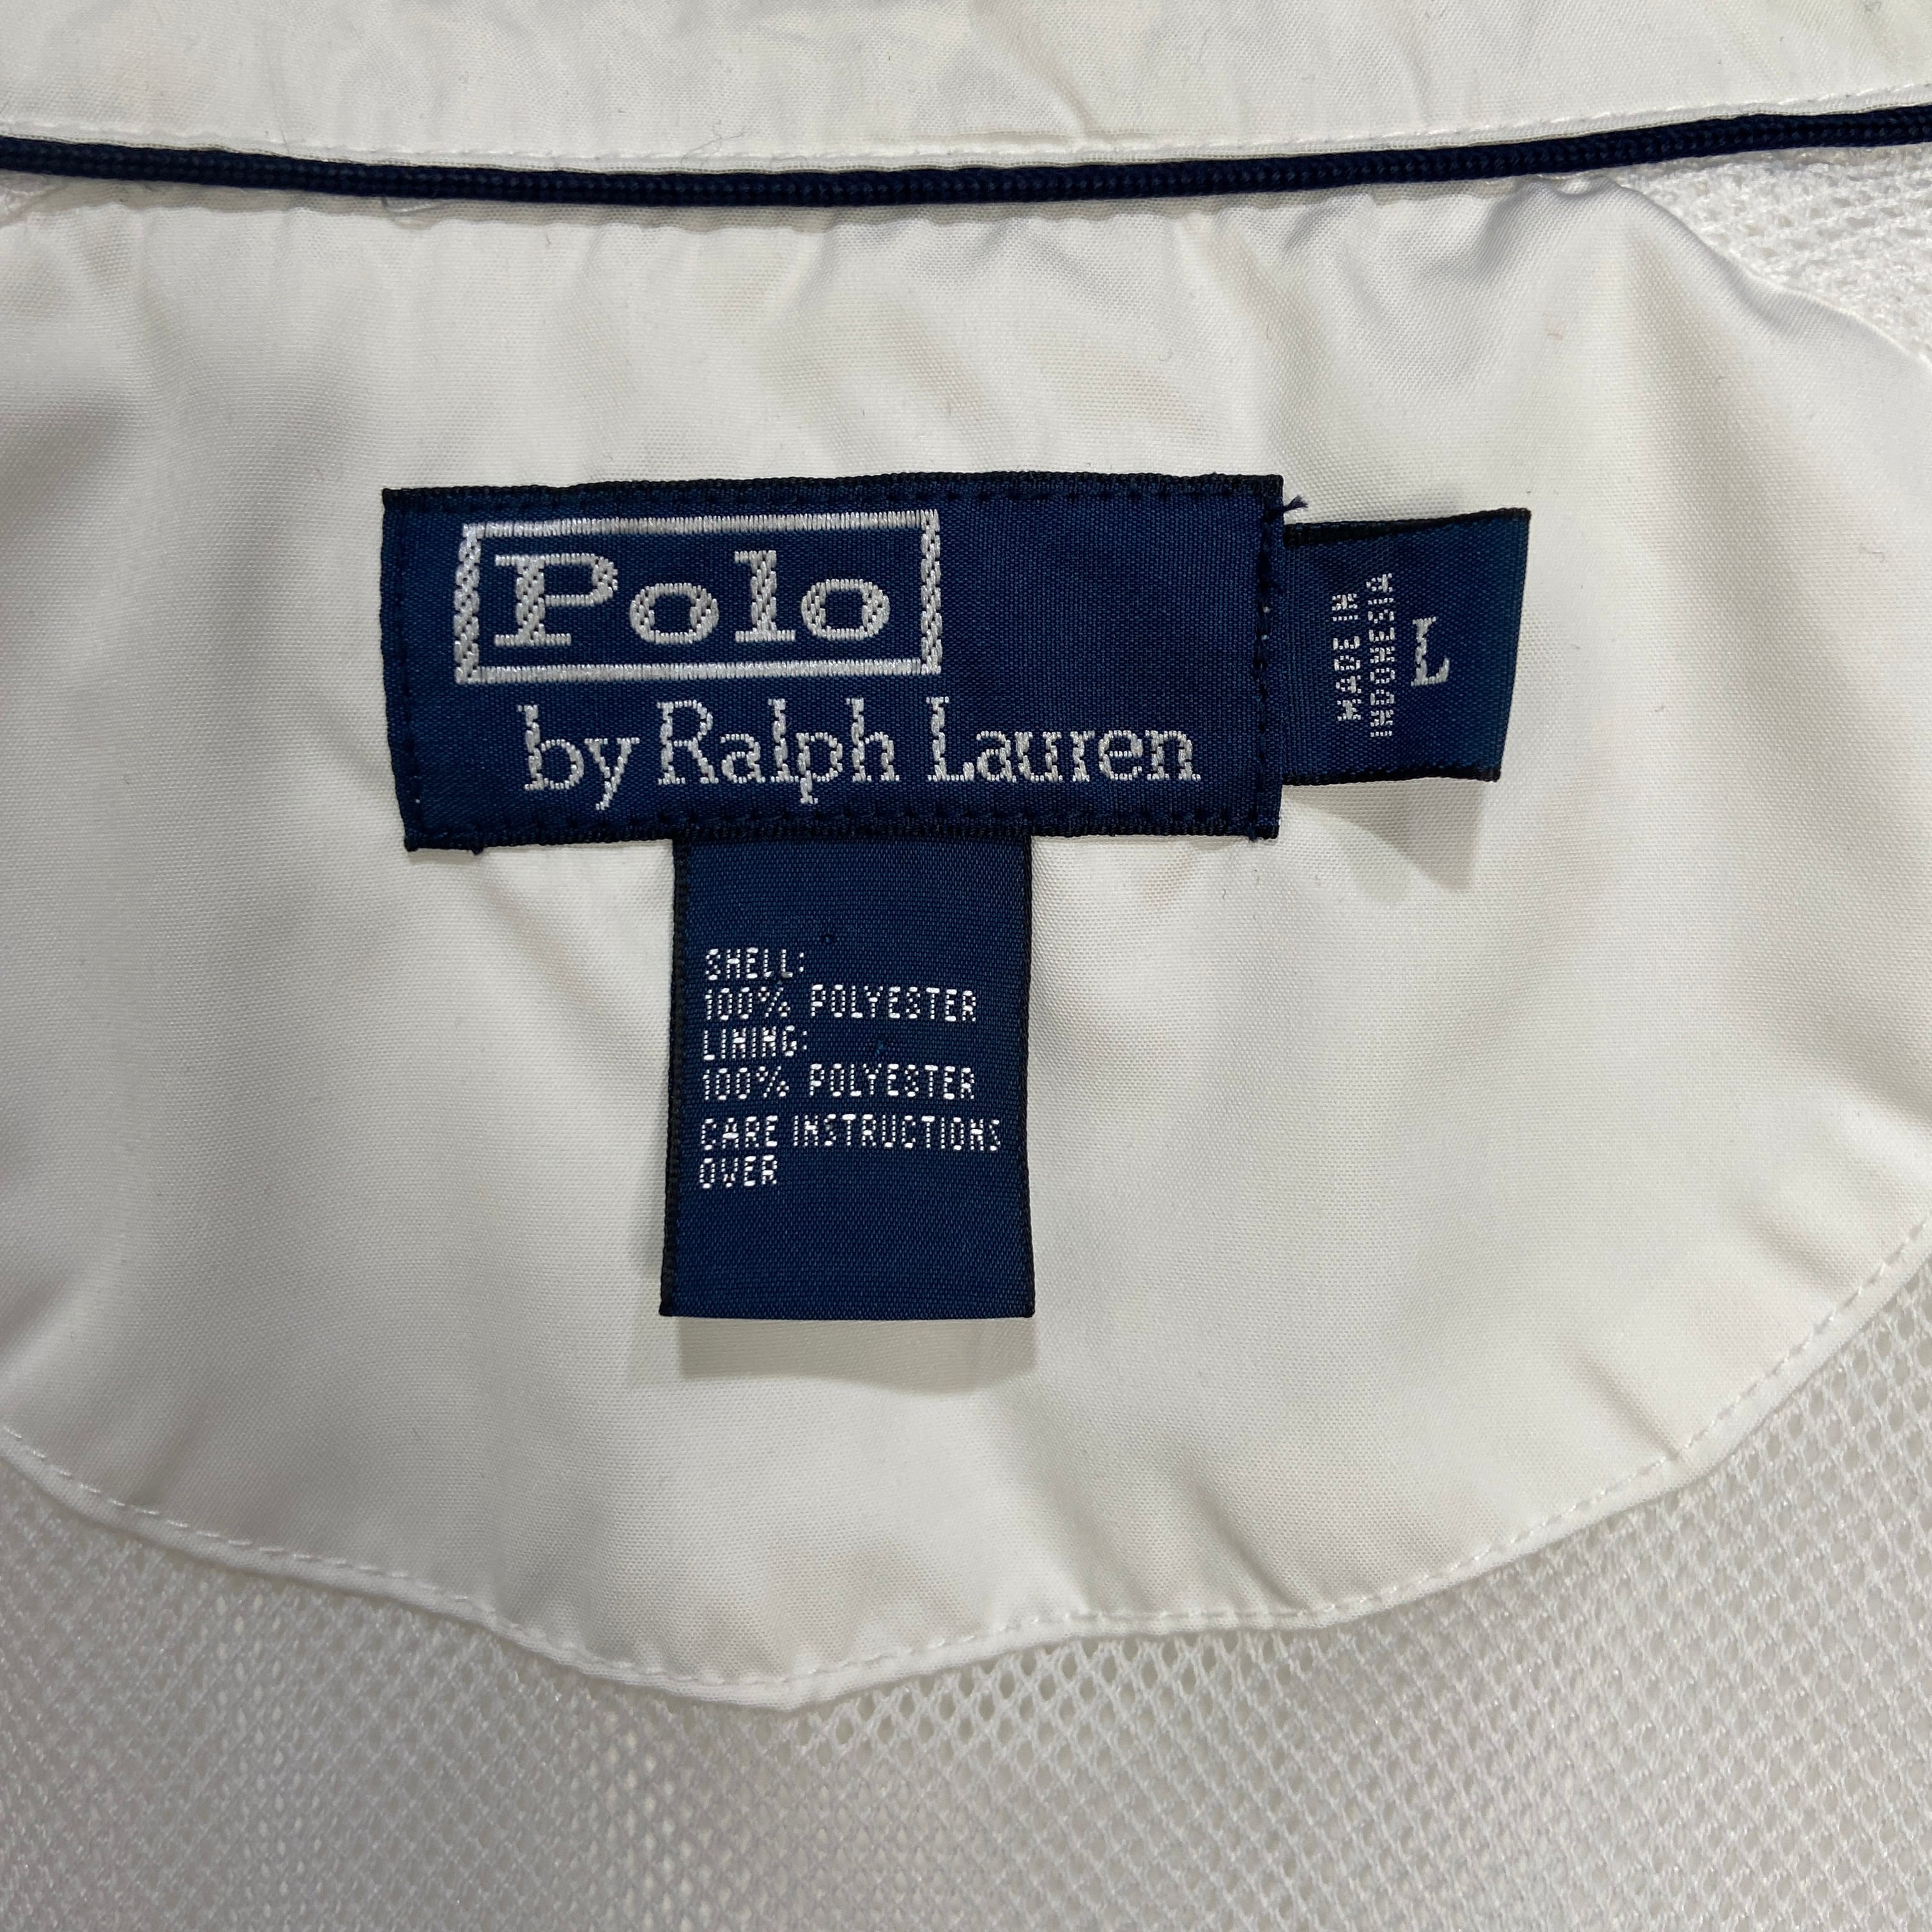 Polo
by Ralph Lauren
MADE IN
INDONESIA
L
SHELL:
100% POLYESTER
LINING:
100% POLYESTER
CARE INSTRUCTIONS
OVER